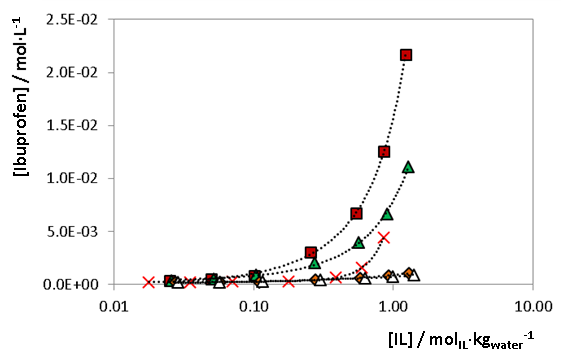 2.5E-02
2.0E-02
1.5E-02
1.0E-02
5.0E-03
0.0E+00
[Ibuprofen] / mol·L⁻¹
0.01 0.10 1.00 10.00
[IL] / mol_IL·kg_water⁻¹